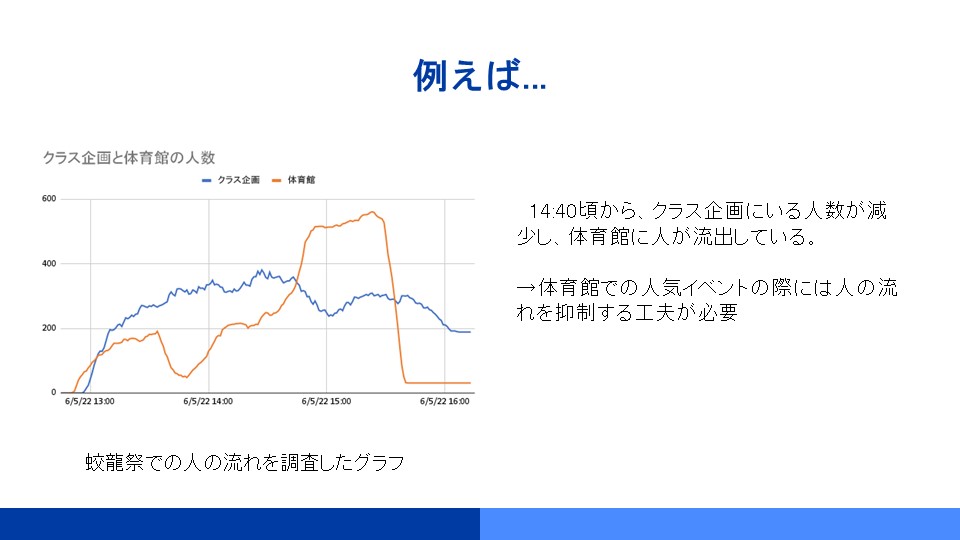 例えば...
クラス企画と体育館の人数
クラス企画 体育館
600
400
200
0
6/5/22 13:00 6/5/22 14:00 6/5/22 15:00 6/5/22 16:00
14:40頃から、クラス企画にいる人数が減
少し、体育館に人が流出している。
→体育館での人気イベントの際には人の流
れを抑制する工夫が必要
蛟龍祭での人の流れを調査したグラフ